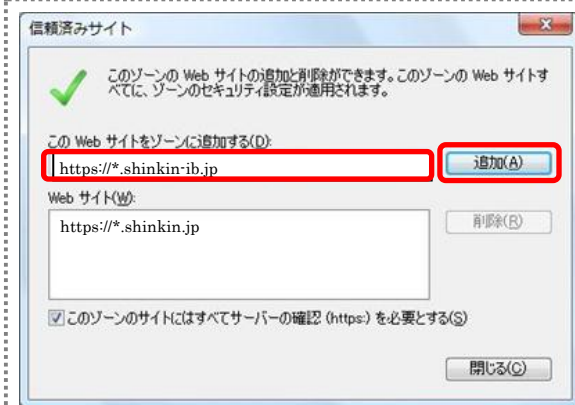 信頼済みサイト
このゾーンの Web サイトの追加と削除ができます。このゾーンの Web サイトす
べてに、ゾーンのセキュリティ設定が適用されます。
この Web サイトをゾーンに追加する(D):
https://*.shinkin-ib.jp
追加(A)
Web サイト(W):
https://*.shinkin.jp
削除(R)
このゾーンのサイトにはすべてサーバーの確認 (https:) を必要とする(S)
閉じる(C)